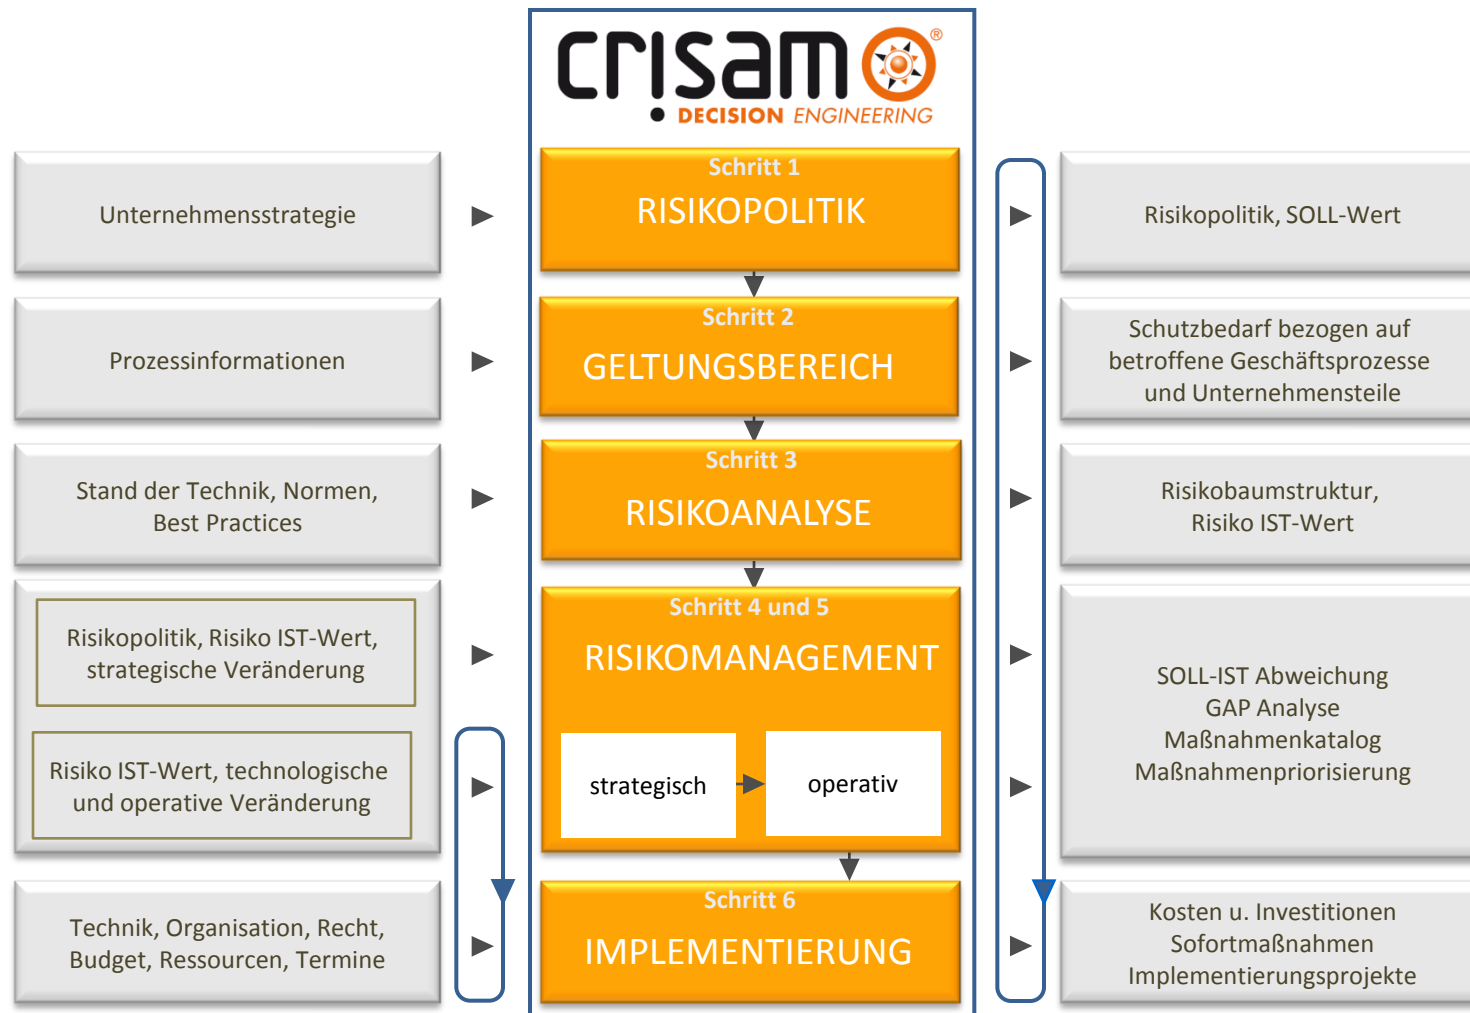 crisam®
DECISION ENGINEERING
Unternehmensstrategie
Schritt 1
RISIKOPOLITIK
Risikopolitik, SOLL-Wert
Prozessinformationen
Schritt 2
GELTUNGSBEREICH
Schutzbedarf bezogen auf
betroffene Geschäftsprozesse
und Unternehmensteile
Stand der Technik, Normen,
Best Practices
Schritt 3
RISIKOANALYSE
Risikobaumstruktur,
Risiko IST-Wert
Risikopolitik, Risiko IST-Wert,
strategische Veränderung
Risiko IST-Wert, technologische
und operative Veränderung
Schritt 4 und 5
RISIKOMANAGEMENT
strategisch
operativ
SOLL-IST Abweichung
GAP Analyse
Maßnahmenkatalog
Maßnahmenpriorisierung
Technik, Organisation, Recht,
Budget, Ressourcen, Termine
Schritt 6
IMPLEMENTIERUNG
Kosten u. Investitionen
Sofortmaßnahmen
Implementierungsprojekte